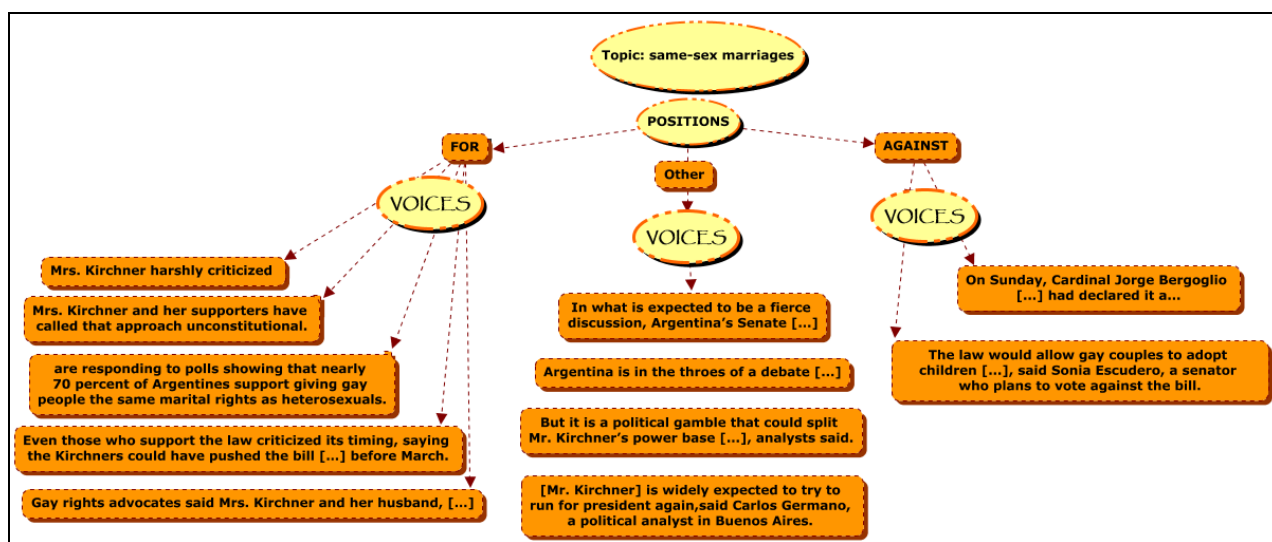 Topic: same-sex marriages
POSITIONS
FOR
Other
AGAINST
VOICES
VOICES
VOICES
Mrs. Kirchner harshly criticized
Mrs. Kirchner and her supporters have
called that approach unconstitutional.
are responding to polls showing that nearly
70 percent of Argentines support giving gay
people the same marital rights as heterosexuals.
Even those who support the law criticized its timing, saying
the Kirchners could have pushed the bill [...] before March.
Gay rights advocates said Mrs. Kirchner and her husband, [...]
In what is expected to be a fierce
discussion, Argentina's Senate [...]
Argentina is in the throes of a debate [...]
But it is a political gamble that could split
Mr. Kirchner's power base [...], analysts said.
[Mr. Kirchner] is widely expected to try to
run for president again,said Carlos Germano,
a political analyst in Buenos Aires.
On Sunday, Cardinal Jorge Bergoglio
[...] had declared it a...
The law would allow gay couples to adopt
children [...], said Sonia Escudero, a senator
who plans to vote against the bill.